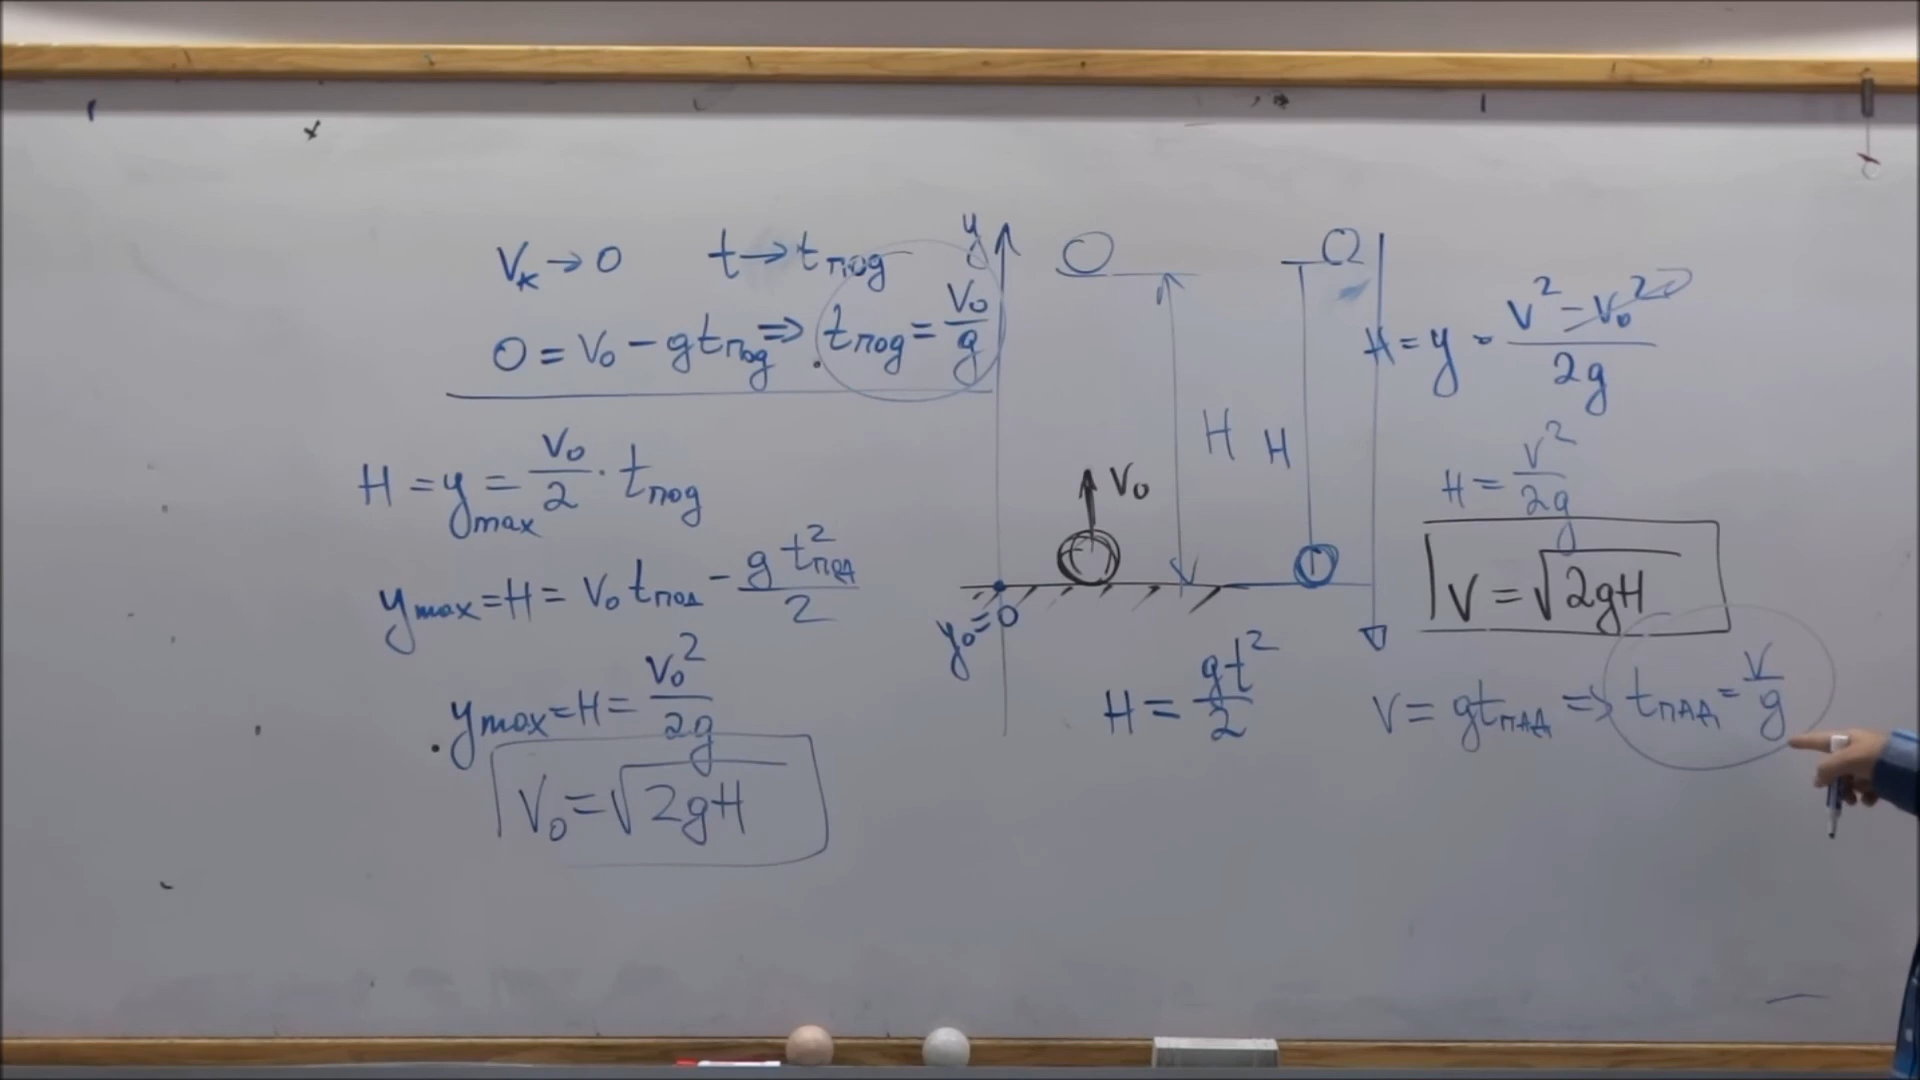 Vк → 0    t → tпод
0 = V₀ − gtпод ⇒ tпод = V₀/g
H = ymax = V₀/2 · tпод
ymax = H = V₀tпод − gt²под/2
ymax = H = V₀²/2g
V₀ = √2gH
y
y₀ = 0
V₀
H
H
H = gt²/2
H = y = (V² − V₀²)/2g
0
H = V²/2g
V = √2gH
V = gtпад ⇒ tпад = V/g